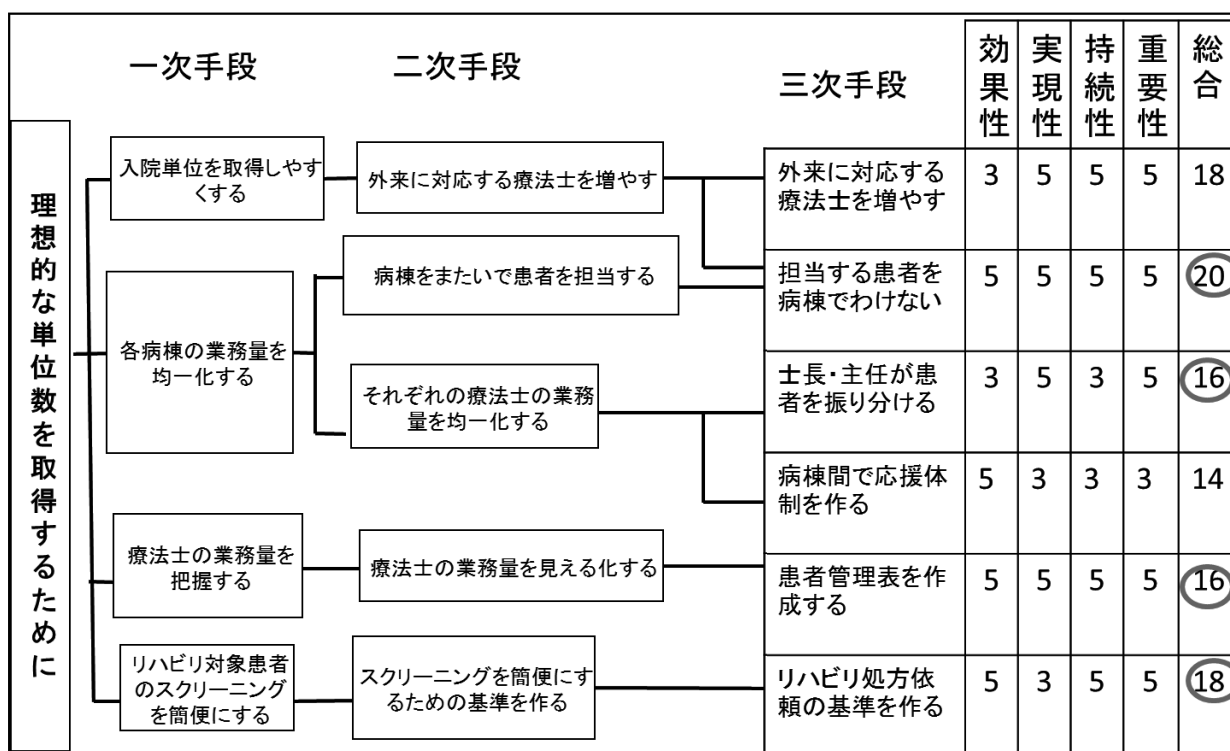 一次手段
二次手段
三次手段
効果性
実現性
持続性
重要性
総合
理想的な単位数を取得するために
入院単位を取得しやす
くする
外来に対応する療法士を増やす
外来に対応する
療法士を増やす
3 5 5 5 18
各病棟の業務量を
均一化する
病棟をまたいで患者を担当する
担当する患者を
病棟でわけない
5 5 5 5 20
それぞれの療法士の業務
量を均一化する
士長・主任が患
者を振り分ける
3 5 3 5 16
病棟間で応援体
制を作る
5 3 3 3 14
療法士の業務量を
把握する
療法士の業務量を見える化する
患者管理表を作
成する
5 5 5 5 16
リハビリ対象患者
のスクリーニング
を簡便にする
スクリーニングを簡便にす
るための基準を作る
リハビリ処方依
頼の基準を作る
5 3 5 5 18